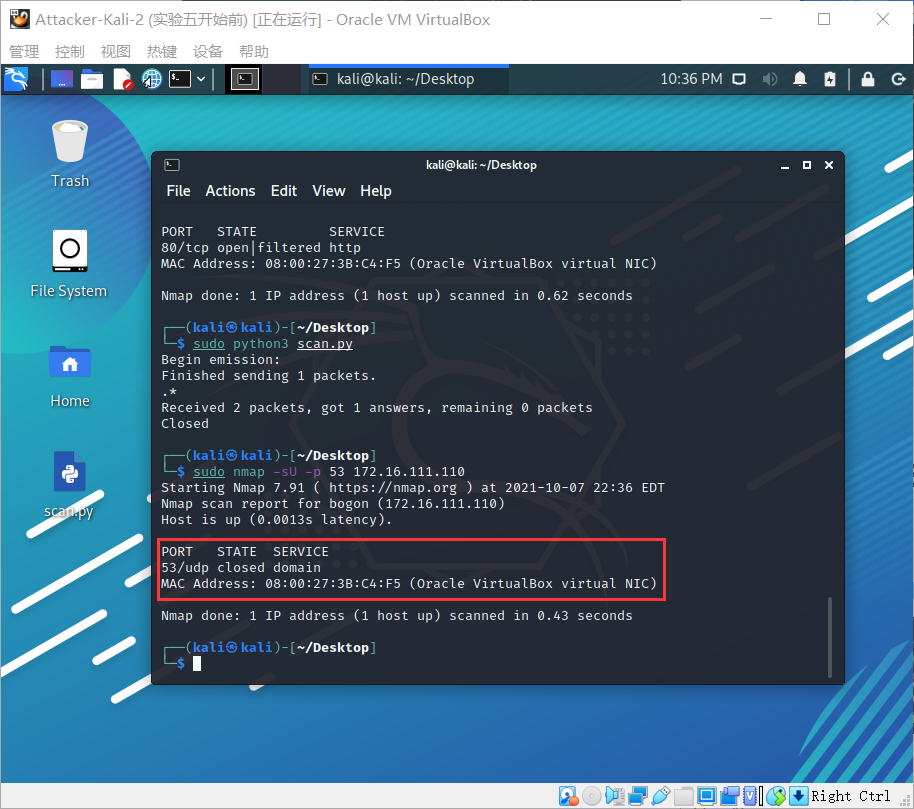 Attacker-Kali-2 (实验五开始前) [正在运行] - Oracle VM VirtualBox
管理 控制 视图 热键 设备 帮助
kali@kali: ~/Desktop
10:36 PM
Trash
File System
Home
scan.py
kali@kali: ~/Desktop
File Actions Edit View Help
PORT   STATE         SERVICE
80/tcp open|filtered http
MAC Address: 08:00:27:3B:C4:F5 (Oracle VirtualBox virtual NIC)
Nmap done: 1 IP address (1 host up) scanned in 0.62 seconds
┌──(kali㉿kali)-[~/Desktop]
└─$ sudo python3 scan.py
Begin emission:
Finished sending 1 packets.
.*
Received 2 packets, got 1 answers, remaining 0 packets
Closed
┌──(kali㉿kali)-[~/Desktop]
└─$ sudo nmap -sU -p 53 172.16.111.110
Starting Nmap 7.91 ( https://nmap.org ) at 2021-10-07 22:36 EDT
Nmap scan report for bogon (172.16.111.110)
Host is up (0.0013s latency).
PORT   STATE  SERVICE
53/udp closed domain
MAC Address: 08:00:27:3B:C4:F5 (Oracle VirtualBox virtual NIC)
Nmap done: 1 IP address (1 host up) scanned in 0.43 seconds
┌──(kali㉿kali)-[~/Desktop]
└─$
Right Ctrl